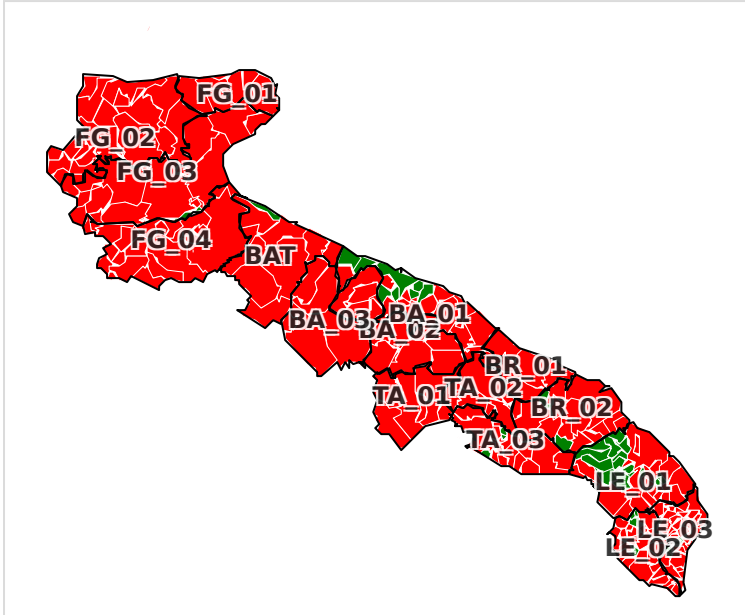 FG_01
FG_02
FG_03
FG_04
BAT
BA_01
BA_03
BA_02
BR_01
TA_02
TA_01
BR_02
TA_03
LE_01
LE_03
LE_02